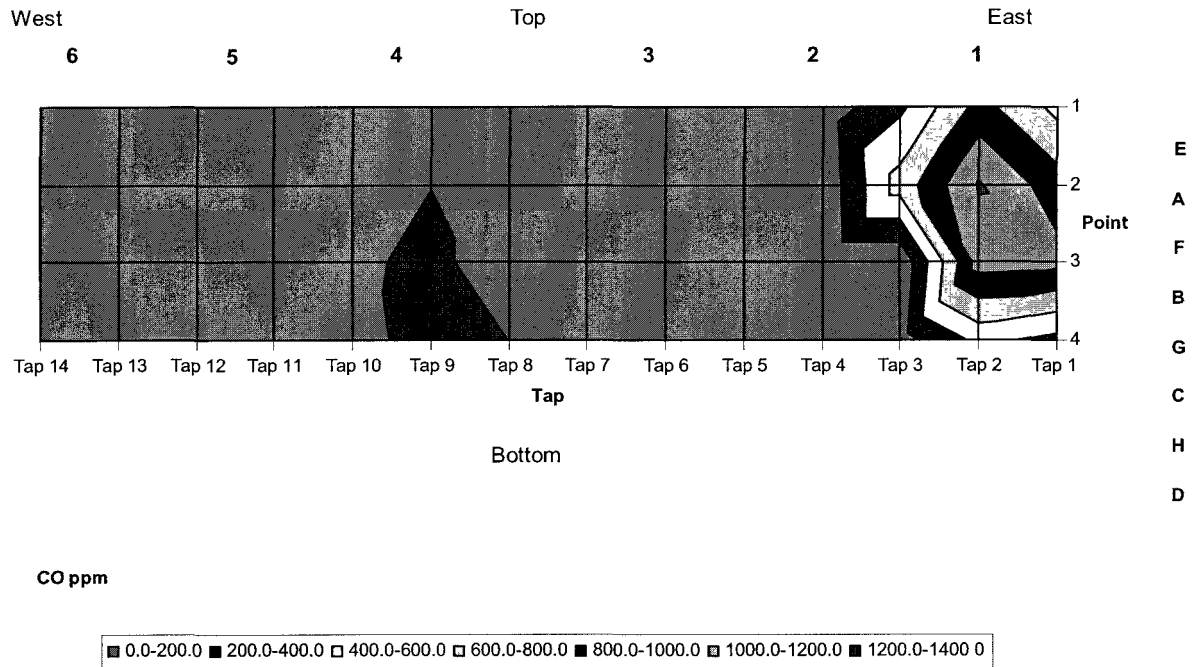 West Top East
6 5 4 3 2 1
1
E
2
A
Point
F
3
B
4
G
Tap 14 Tap 13 Tap 12 Tap 11 Tap 10 Tap 9 Tap 8 Tap 7 Tap 6 Tap 5 Tap 4 Tap 3 Tap 2 Tap 1
Tap
C
Bottom
H
D
CO ppm
0.0-200.0 200.0-400.0 400.0-600.0 600.0-800.0 800.0-1000.0 1000.0-1200.0 1200.0-1400 0